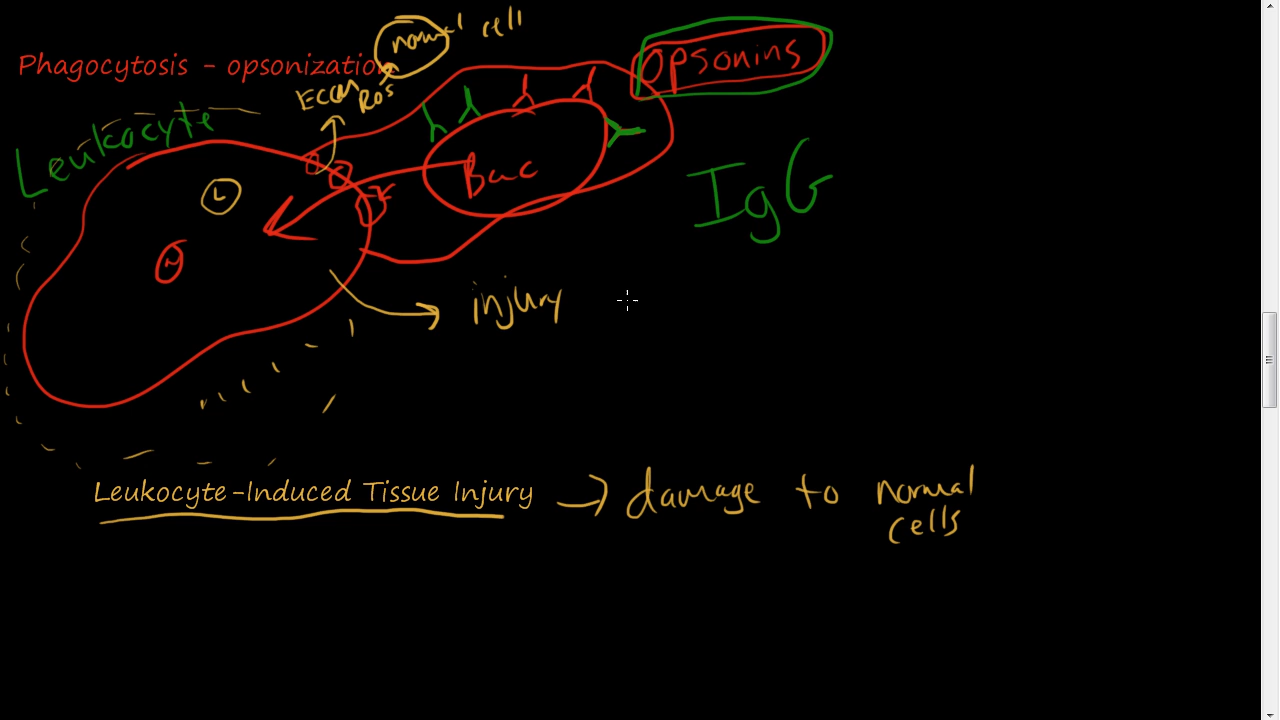 normal cell
Phagocytosis - opsonization
opsonins
ECM ROS
Leukocyte
Bac
L
IgG
N
injury
Leukocyte-Induced Tissue Injury → damage to normal
cells